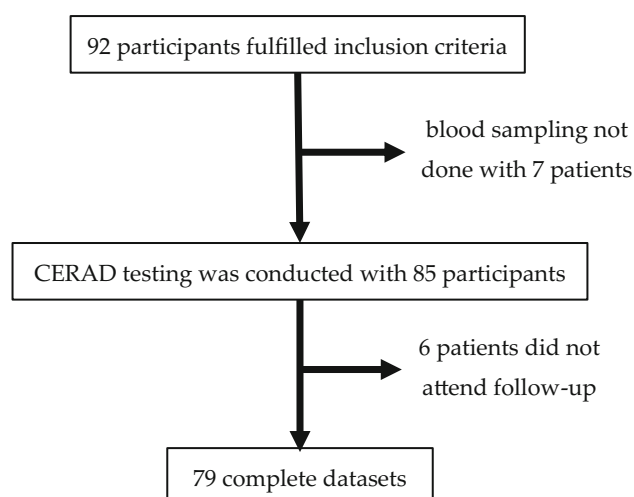 92 participants fulfilled inclusion criteria
blood sampling not
done with 7 patients
CERAD testing was conducted with 85 participants
6 patients did not
attend follow-up
79 complete datasets